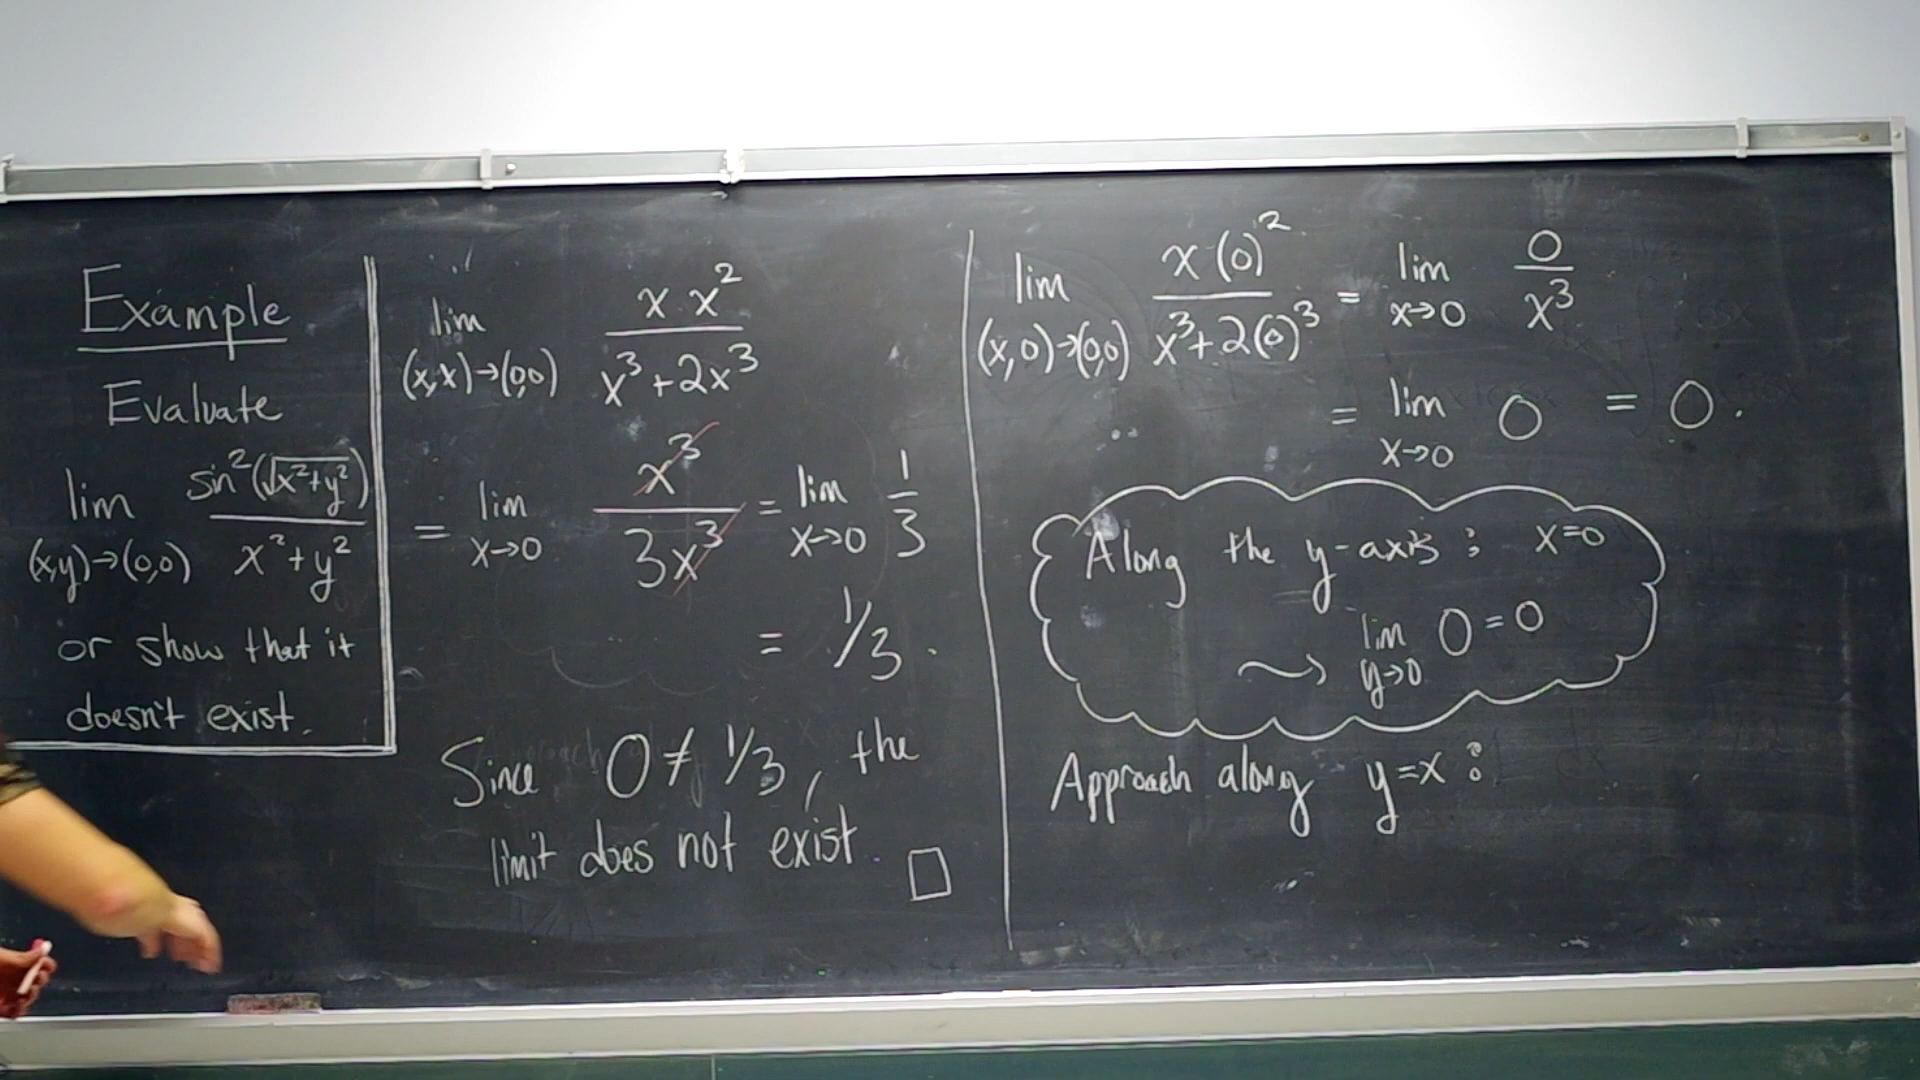 Example
Evaluate
lim sin²(√x²+y²)
(x,y)→(0,0) x²+y²
or show that it
doesn't exist.
lim x·x²
(x,x)→(0,0) x³+2x³
= lim x³ = lim 1
x→0 3x³ x→0 3
= 1/3.
Since 0 ≠ 1/3, the
limit does not exist. □
lim x·(0)² = lim 0
(x,0)→(0,0) x³+2(0)³ x→0 x³
= lim 0 = 0.
x→0
Along the y-axis: x=0
⤳ lim 0 = 0
y→0
Approach along y=x: